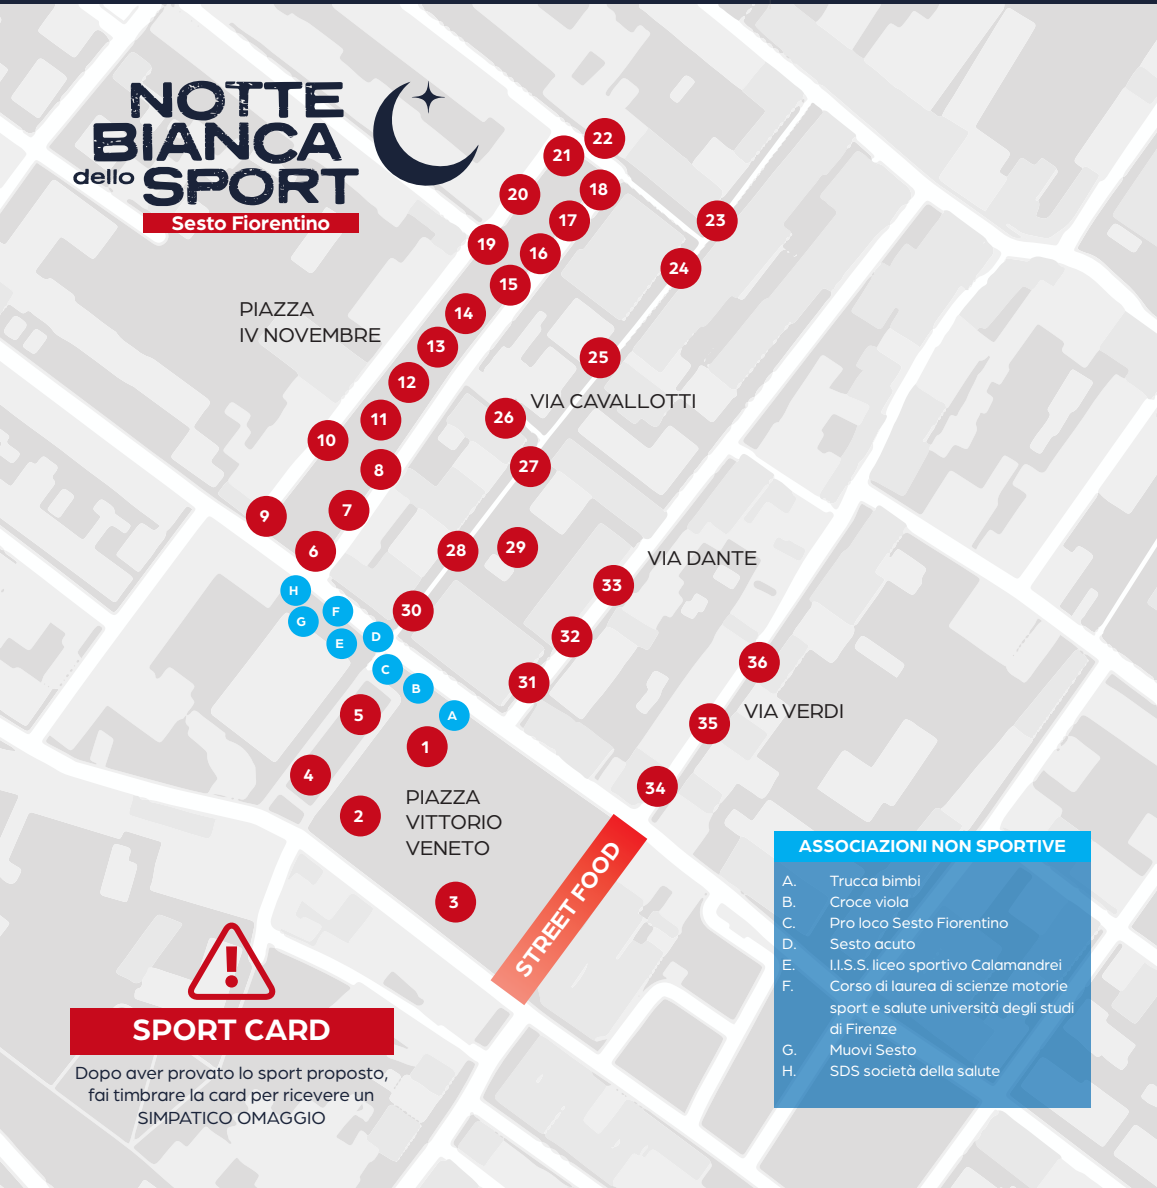 NOTTE
BIANCA
dello SPORT
Sesto Fiorentino
22
21
18
20
17
23
19
16
24
15
PIAZZA
IV NOVEMBRE
14
13
25
12
VIA CAVALLOTTI
26
11
10
27
8
7
9
29
28
6
VIA DANTE
33
H
F
30
G
D
E
32
C
36
31
B
5
A
VIA VERDI
35
1
4
34
PIAZZA
VITTORIO
VENETO
2
3
STREET FOOD
ASSOCIAZIONI NON SPORTIVE
A. Trucca bimbi
B. Croce viola
C. Pro loco Sesto Fiorentino
D. Sesto acuto
E. I.I.S.S. liceo sportivo Calamandrei
F. Corso di laurea di scienze motorie
sport e salute università degli studi
di Firenze
G. Muovi Sesto
H. SDS società della salute
!
SPORT CARD
Dopo aver provato lo sport proposto,
fai timbrare la card per ricevere un
SIMPATICO OMAGGIO